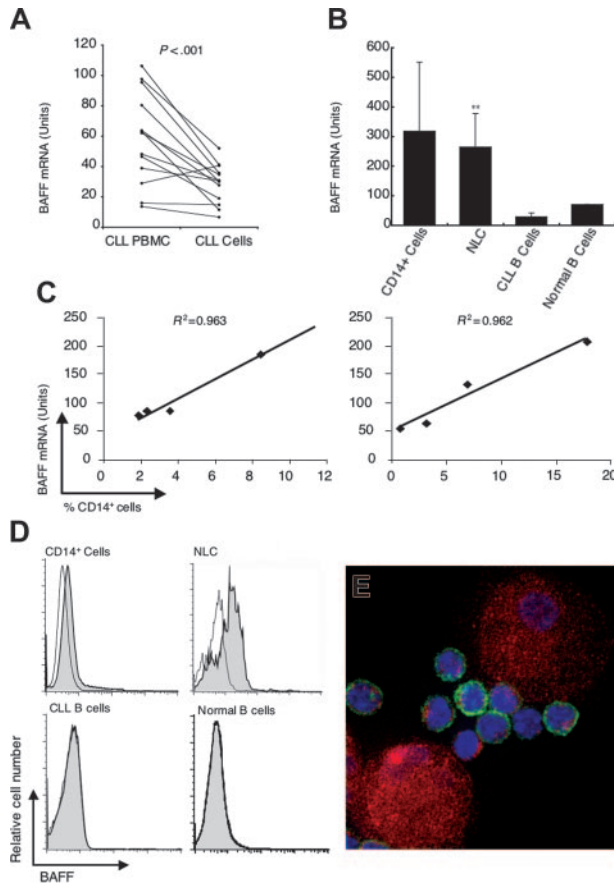 A
P < .001
BAFF mRNA (Units)
120
100
80
60
40
20
0
CLL PBMC
CLL Cells
B
BAFF mRNA (Units)
600
500
400
300
200
100
0
**
CD14+ Cells
NLC
CLL B Cells
Normal B Cells
C
BAFF mRNA (Units)
250
200
150
100
50
0
R²=0.963
0 2 4 6 8 10 12
% CD14⁺ cells
250
200
150
100
50
0
R²=0.962
0 5 10 15 20
D
CD14⁺ Cells
NLC
CLL B cells
Normal B cells
Relative cell number
BAFF
E